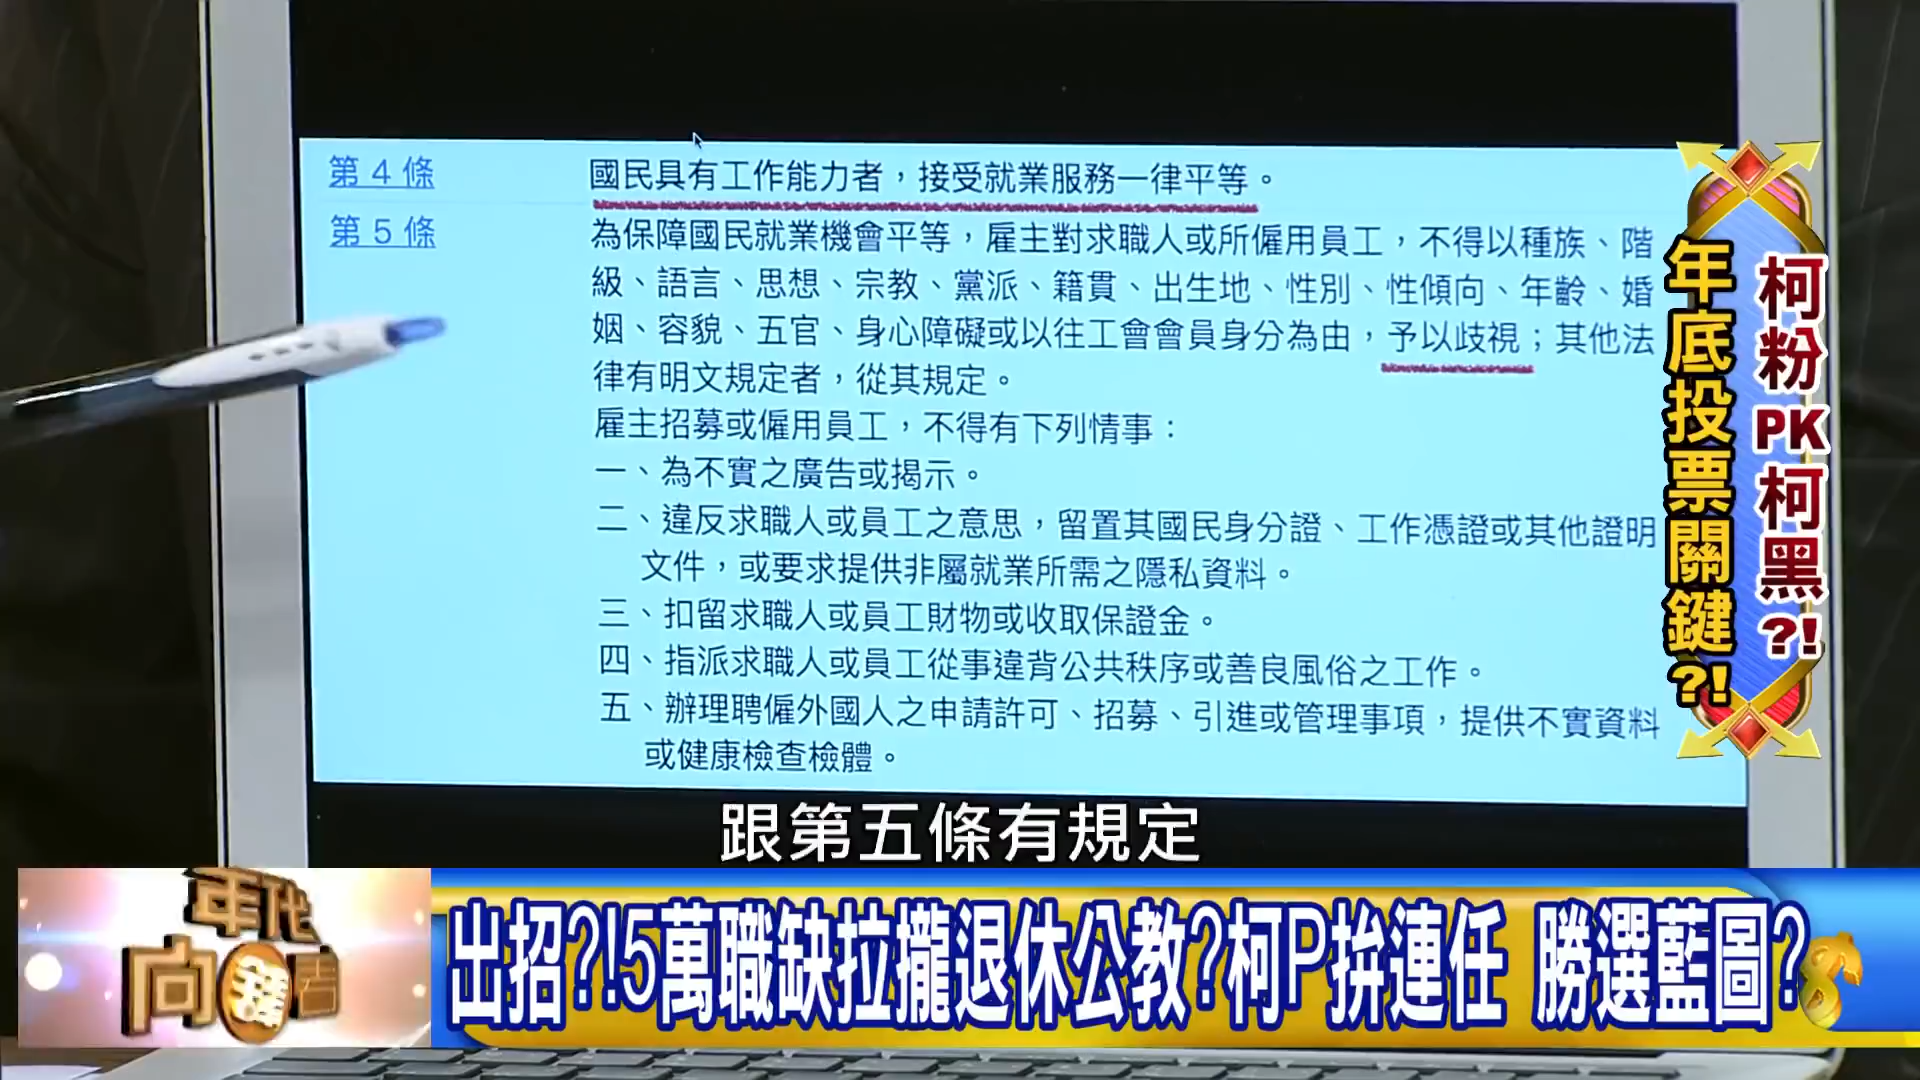 第 4 條
國民具有工作能力者，接受就業服務一律平等。
第 5 條
為保障國民就業機會平等，雇主對求職人或所僱用員工，不得以種族、階
級、語言、思想、宗教、黨派、籍貫、出生地、性別、性傾向、年齡、婚
姻、容貌、五官、身心障礙或以往工會會員身分為由，予以歧視；其他法
律有明文規定者，從其規定。
雇主招募或僱用員工，不得有下列情事：
一、為不實之廣告或揭示。
二、違反求職人或員工之意思，留置其國民身分證、工作憑證或其他證明
文件，或要求提供非屬就業所需之隱私資料。
三、扣留求職人或員工財物或收取保證金。
四、指派求職人或員工從事違背公共秩序或善良風俗之工作。
五、辦理聘僱外國人之申請許可、招募、引進或管理事項，提供不實資料
或健康檢查檢體。
柯粉PK柯黑?!
年底投票關鍵?!
跟第五條有規定
年代
向錢看
出招?!5萬職缺拉攏退休公教?柯P拚連任 勝選藍圖?